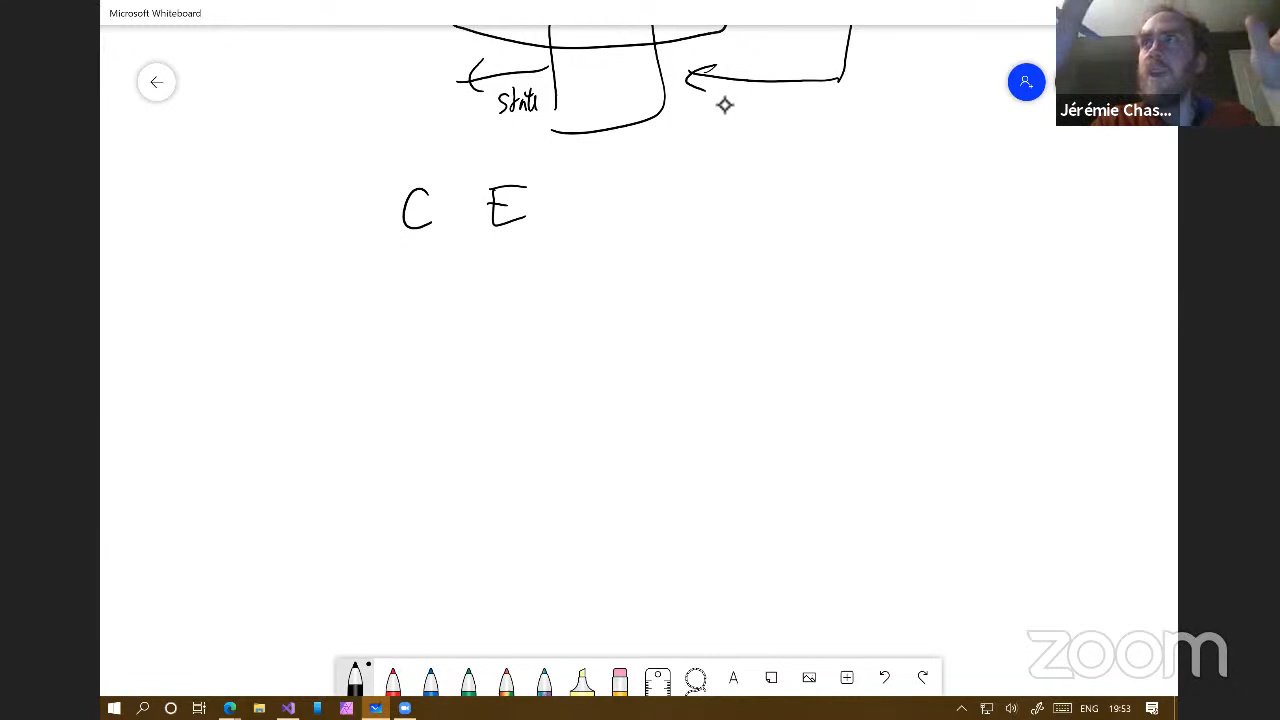 Microsoft Whiteboard
Jérémie Chas...
state
C E
A
ENG 19:53
zoom